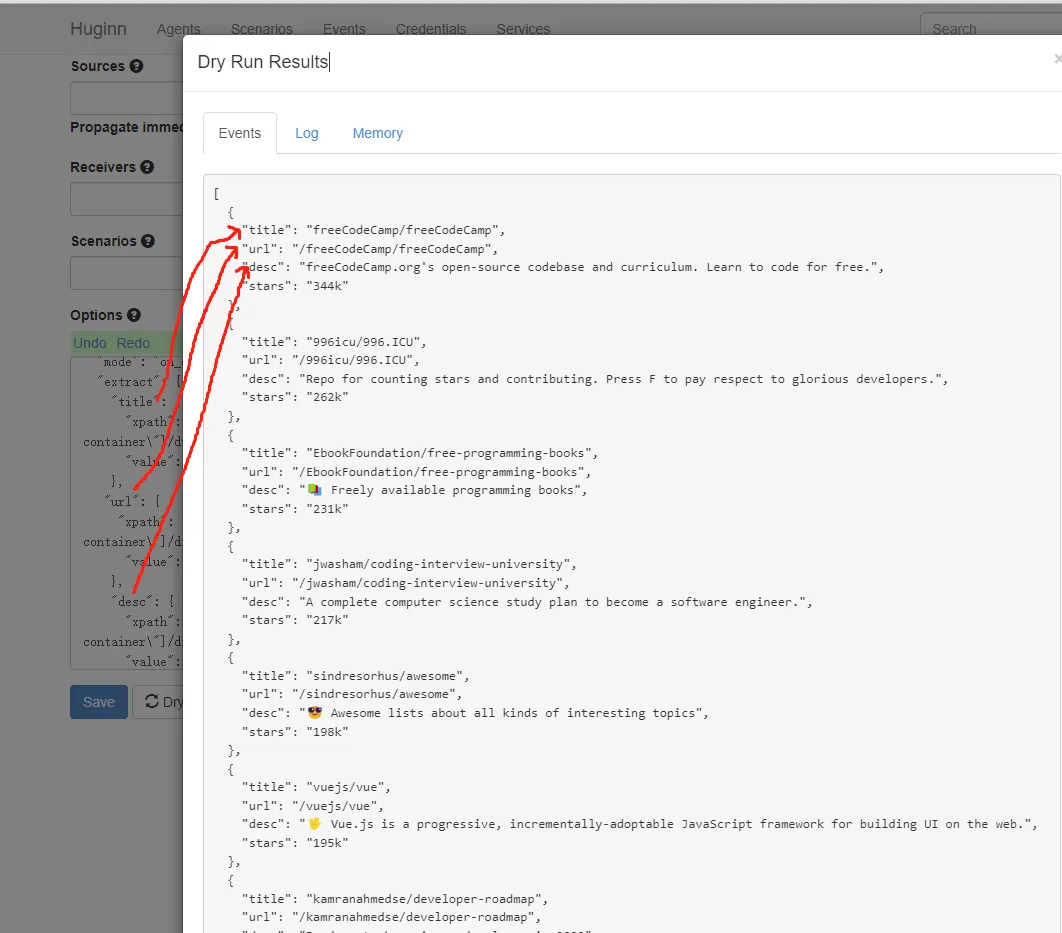 Huginn Agents Scenarios Events Credentials Services Search
Sources
Propagate immed
Receivers
Scenarios
Options
Undo Redo
"mode": "on_
"extract": {
"title": {
"xpath":
container\"]/d
"value":
},
"url": {
"xpath":
container\"]/d
"value":
},
"desc": {
"xpath":
container\"]/d
"value":
Save Dry
Dry Run Results
×
Events Log Memory
[
{
"title": "freeCodeCamp/freeCodeCamp",
"url": "/freeCodeCamp/freeCodeCamp",
"desc": "freeCodeCamp.org's open-source codebase and curriculum. Learn to code for free.",
"stars": "344k"
},
{
"title": "996icu/996.ICU",
"url": "/996icu/996.ICU",
"desc": "Repo for counting stars and contributing. Press F to pay respect to glorious developers.",
"stars": "262k"
},
{
"title": "EbookFoundation/free-programming-books",
"url": "/EbookFoundation/free-programming-books",
"desc": "📚 Freely available programming books",
"stars": "231k"
},
{
"title": "jwasham/coding-interview-university",
"url": "/jwasham/coding-interview-university",
"desc": "A complete computer science study plan to become a software engineer.",
"stars": "217k"
},
{
"title": "sindresorhus/awesome",
"url": "/sindresorhus/awesome",
"desc": "😎 Awesome lists about all kinds of interesting topics",
"stars": "198k"
},
{
"title": "vuejs/vue",
"url": "/vuejs/vue",
"desc": "🖖 Vue.js is a progressive, incrementally-adoptable JavaScript framework for building UI on the web.",
"stars": "195k"
},
{
"title": "kamranahmedse/developer-roadmap",
"url": "/kamranahmedse/developer-roadmap",